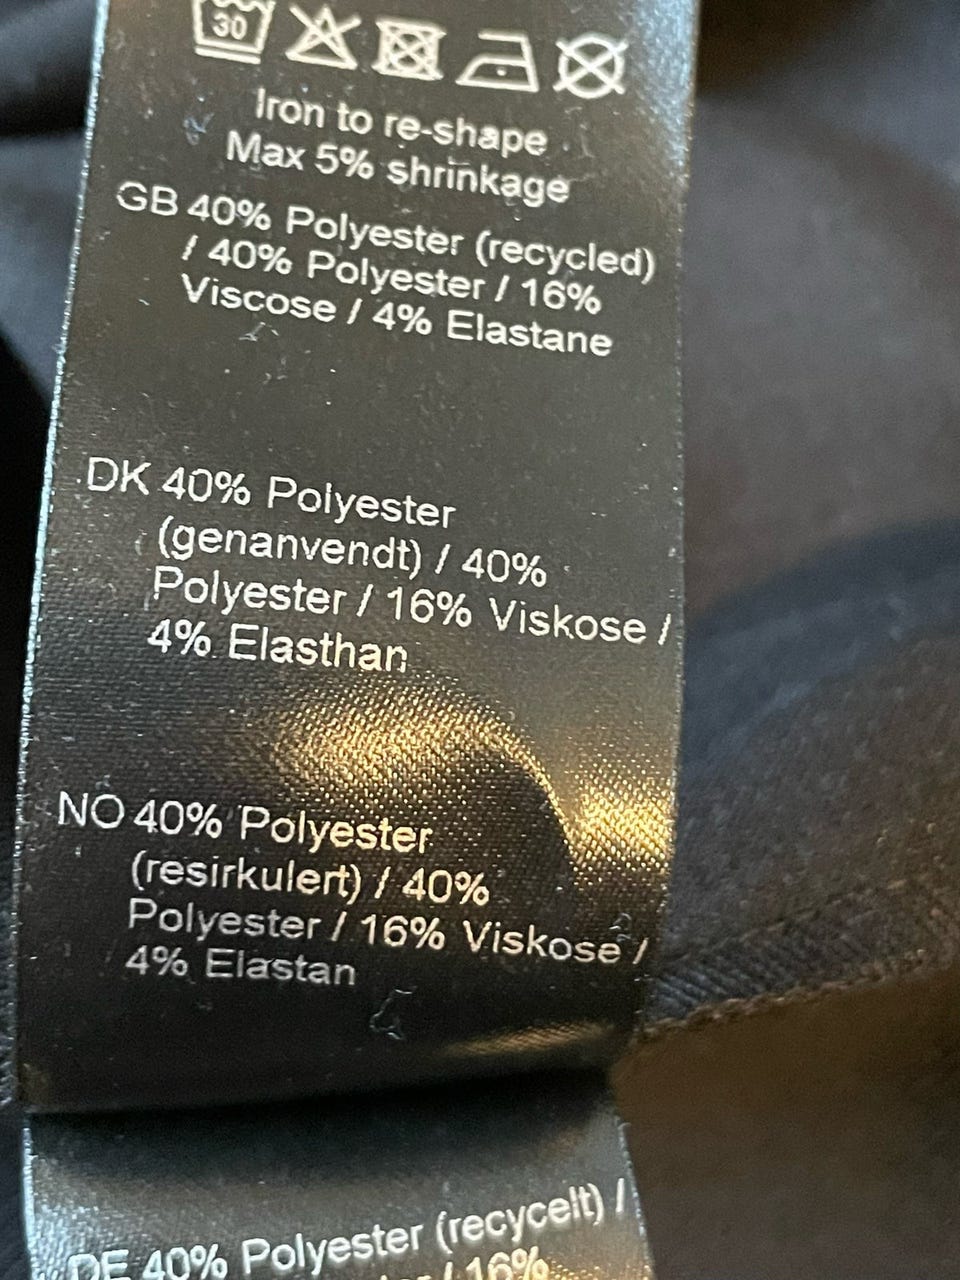 30
Iron to re-shape
Max 5% shrinkage
GB 40% Polyester (recycled)
/ 40% Polyester / 16%
Viscose / 4% Elastane
DK 40% Polyester
(genanvendt) / 40%
Polyester / 16% Viskose /
4% Elasthan
NO 40% Polyester
(resirkulert) / 40%
Polyester / 16% Viskose /
4% Elastan
DE 40% Polyester (recycelt) /
/ 16%